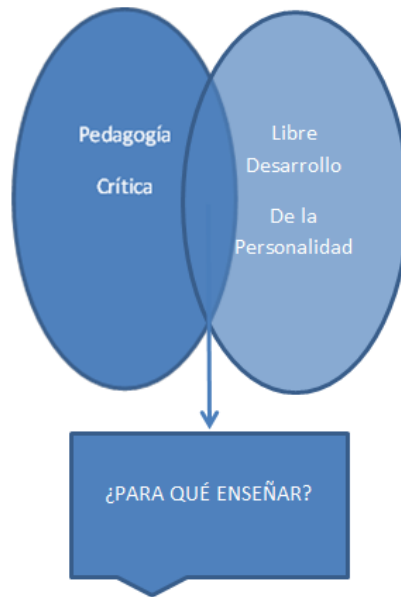 Pedagogía
Crítica
Libre
Desarrollo
De la
Personalidad
¿PARA QUÉ ENSEÑAR?